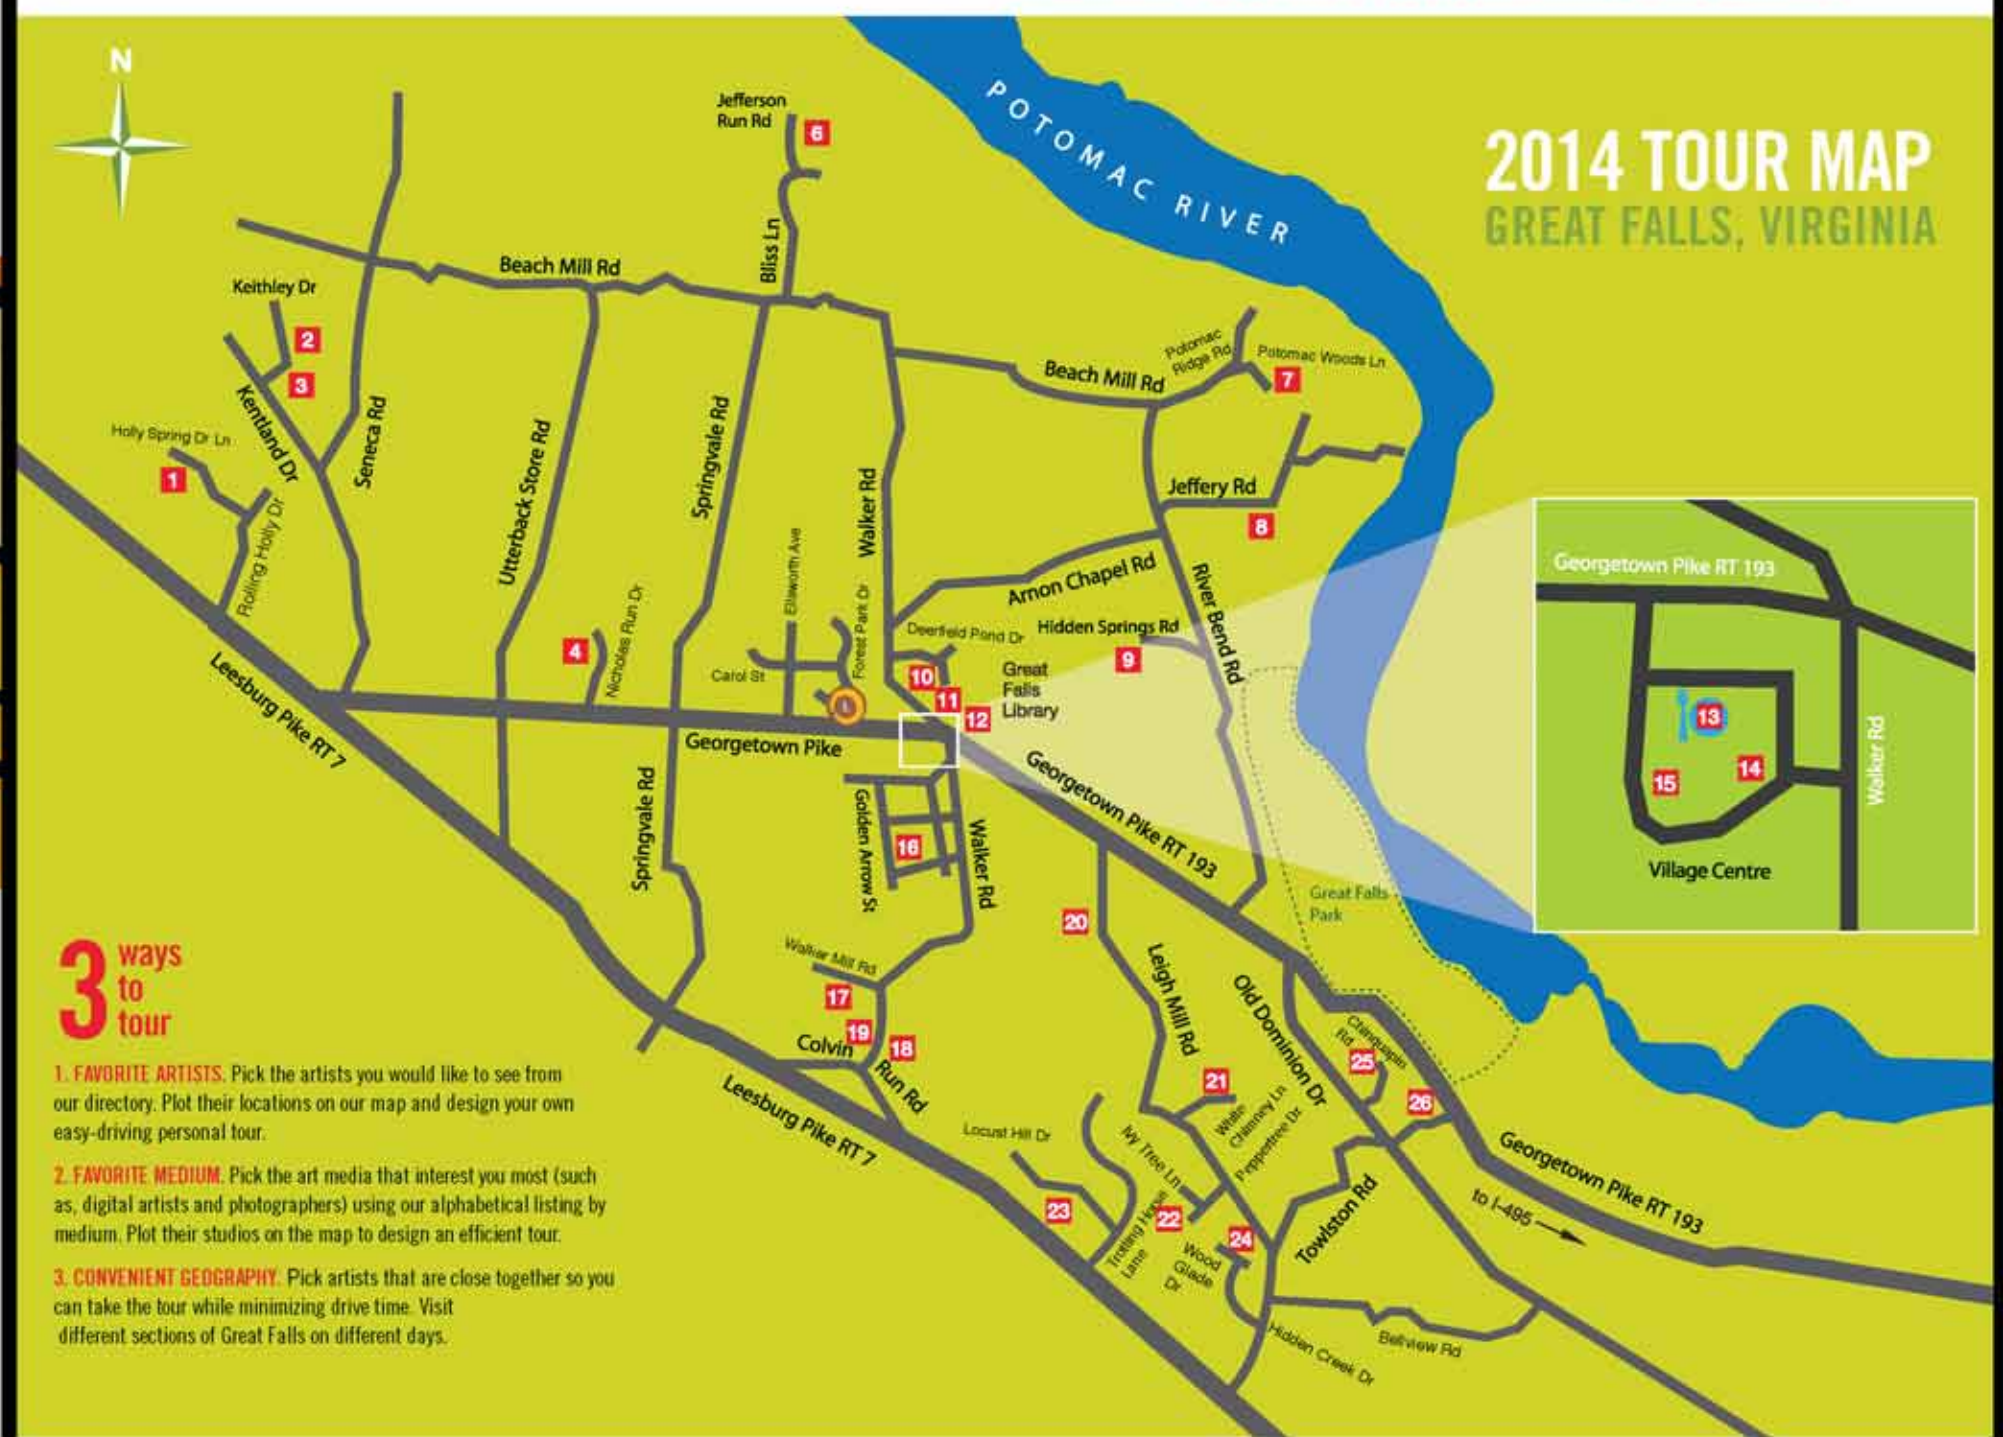 N
2014 TOUR MAP
GREAT FALLS, VIRGINIA
POTOMAC RIVER
Jefferson
Run Rd
6
Bliss Ln
Beach Mill Rd
Keithley Dr
2
3
Kentland Dr
Seneca Rd
Holly Spring Dr Ln
1
Rolling Holly Dr
Utterback Store Rd
Springvale Rd
Walker Rd
Beach Mill Rd
Potomac
Ridge Rd
Potomac Woods Ln
7
Jeffery Rd
8
Arnon Chapel Rd
River Bend Rd
Hidden Springs Rd
9
Ellsworth Ave
Forest Park Dr
Deerfield Pond Dr
4
Nicholas Run Dr
Carol St
10
11
12
Great
Falls
Library
Leesburg Pike RT 7
Georgetown Pike
Georgetown Pike RT 193
13
14
15
Walker Rd
Village Centre
Springvale Rd
Golden Arrow St
16
Walker Rd
Georgetown Pike RT 193
Great Falls
Park
20
Walker Mill Rd
17
19
18
Colvin
Run Rd
Leesburg Pike RT 7
Leigh Mill Rd
Old Dominion Dr
Chinquapin
Rd
25
26
21
White
Chimney Ln
Peppertree Dr
Ivy Tree Ln
22
Locust Hill Dr
23
Trotting Horse
Lane
24
Wood
Glade
Dr
Towlston Rd
Georgetown Pike RT 193
to I-495
Hidden Creek Dr
Bellview Rd
3 ways
to
tour
1. FAVORITE ARTISTS. Pick the artists you would like to see from
our directory. Plot their locations on our map and design your own
easy-driving personal tour.
2. FAVORITE MEDIUM. Pick the art media that interest you most (such
as, digital artists and photographers) using our alphabetical listing by
medium. Plot their studios on the map to design an efficient tour.
3. CONVENIENT GEOGRAPHY. Pick artists that are close together so you
can take the tour while minimizing drive time. Visit
different sections of Great Falls on different days.